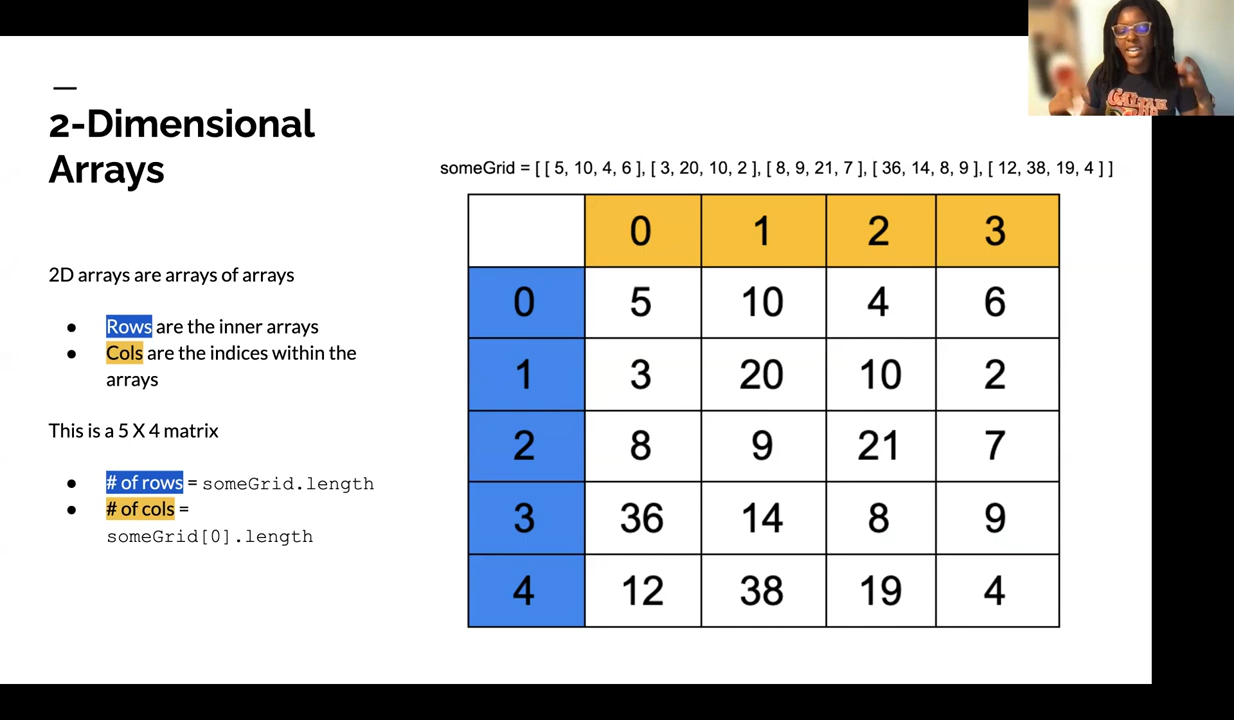 2-Dimensional
Arrays
2D arrays are arrays of arrays
● Rows are the inner arrays
● Cols are the indices within the
arrays
This is a 5 X 4 matrix
● # of rows = someGrid.length
● # of cols =
someGrid[0].length
someGrid = [ [ 5, 10, 4, 6 ], [ 3, 20, 10, 2 ], [ 8, 9, 21, 7 ], [ 36, 14, 8, 9 ], [ 12, 38, 19, 4 ] ]
0 1 2 3
0 5 10 4 6
1 3 20 10 2
2 8 9 21 7
3 36 14 8 9
4 12 38 19 4